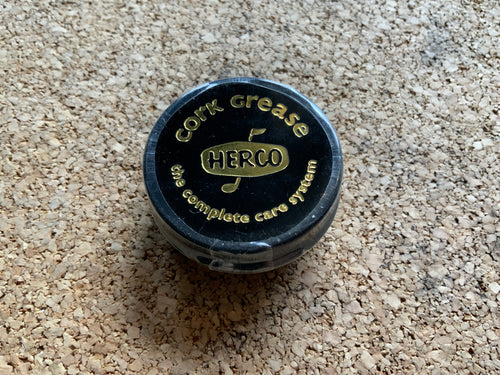 Cork Grease
HERCO
the complete care system